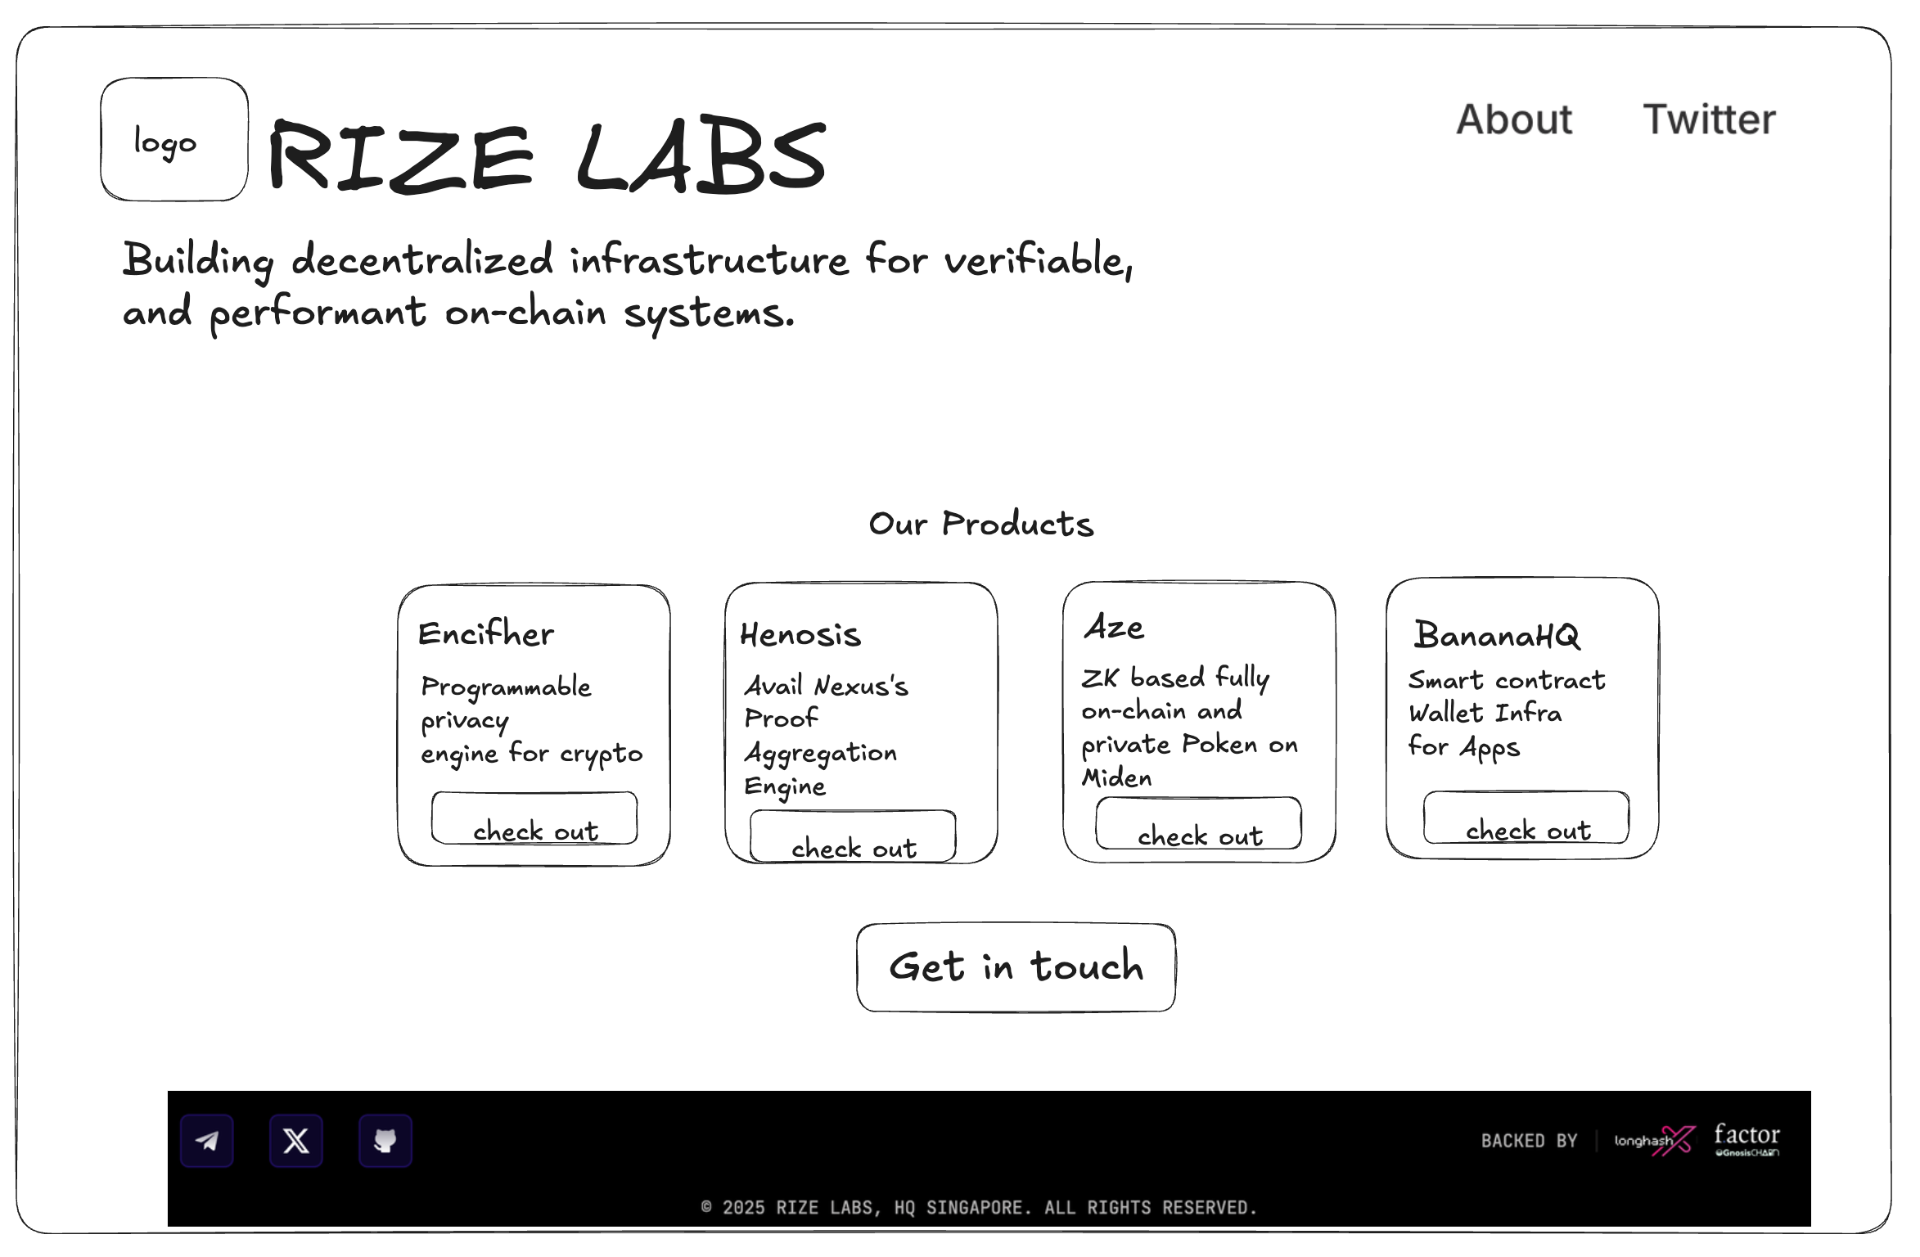 logo
RIZE LABS
About
Twitter
Building decentralized infrastructure for verifiable,
and performant on-chain systems.
Our Products
Encifher
Programmable
privacy
engine for crypto
check out
Henosis
Avail Nexus's
Proof
Aggregation
Engine
check out
Aze
ZK based fully
on-chain and
private Poken on
Miden
check out
BananaHQ
Smart contract
Wallet Infra
for Apps
check out
Get in touch
BACKED BY
longhashX
factor
GnosisCHAIN
© 2025 RIZE LABS, HQ SINGAPORE. ALL RIGHTS RESERVED.